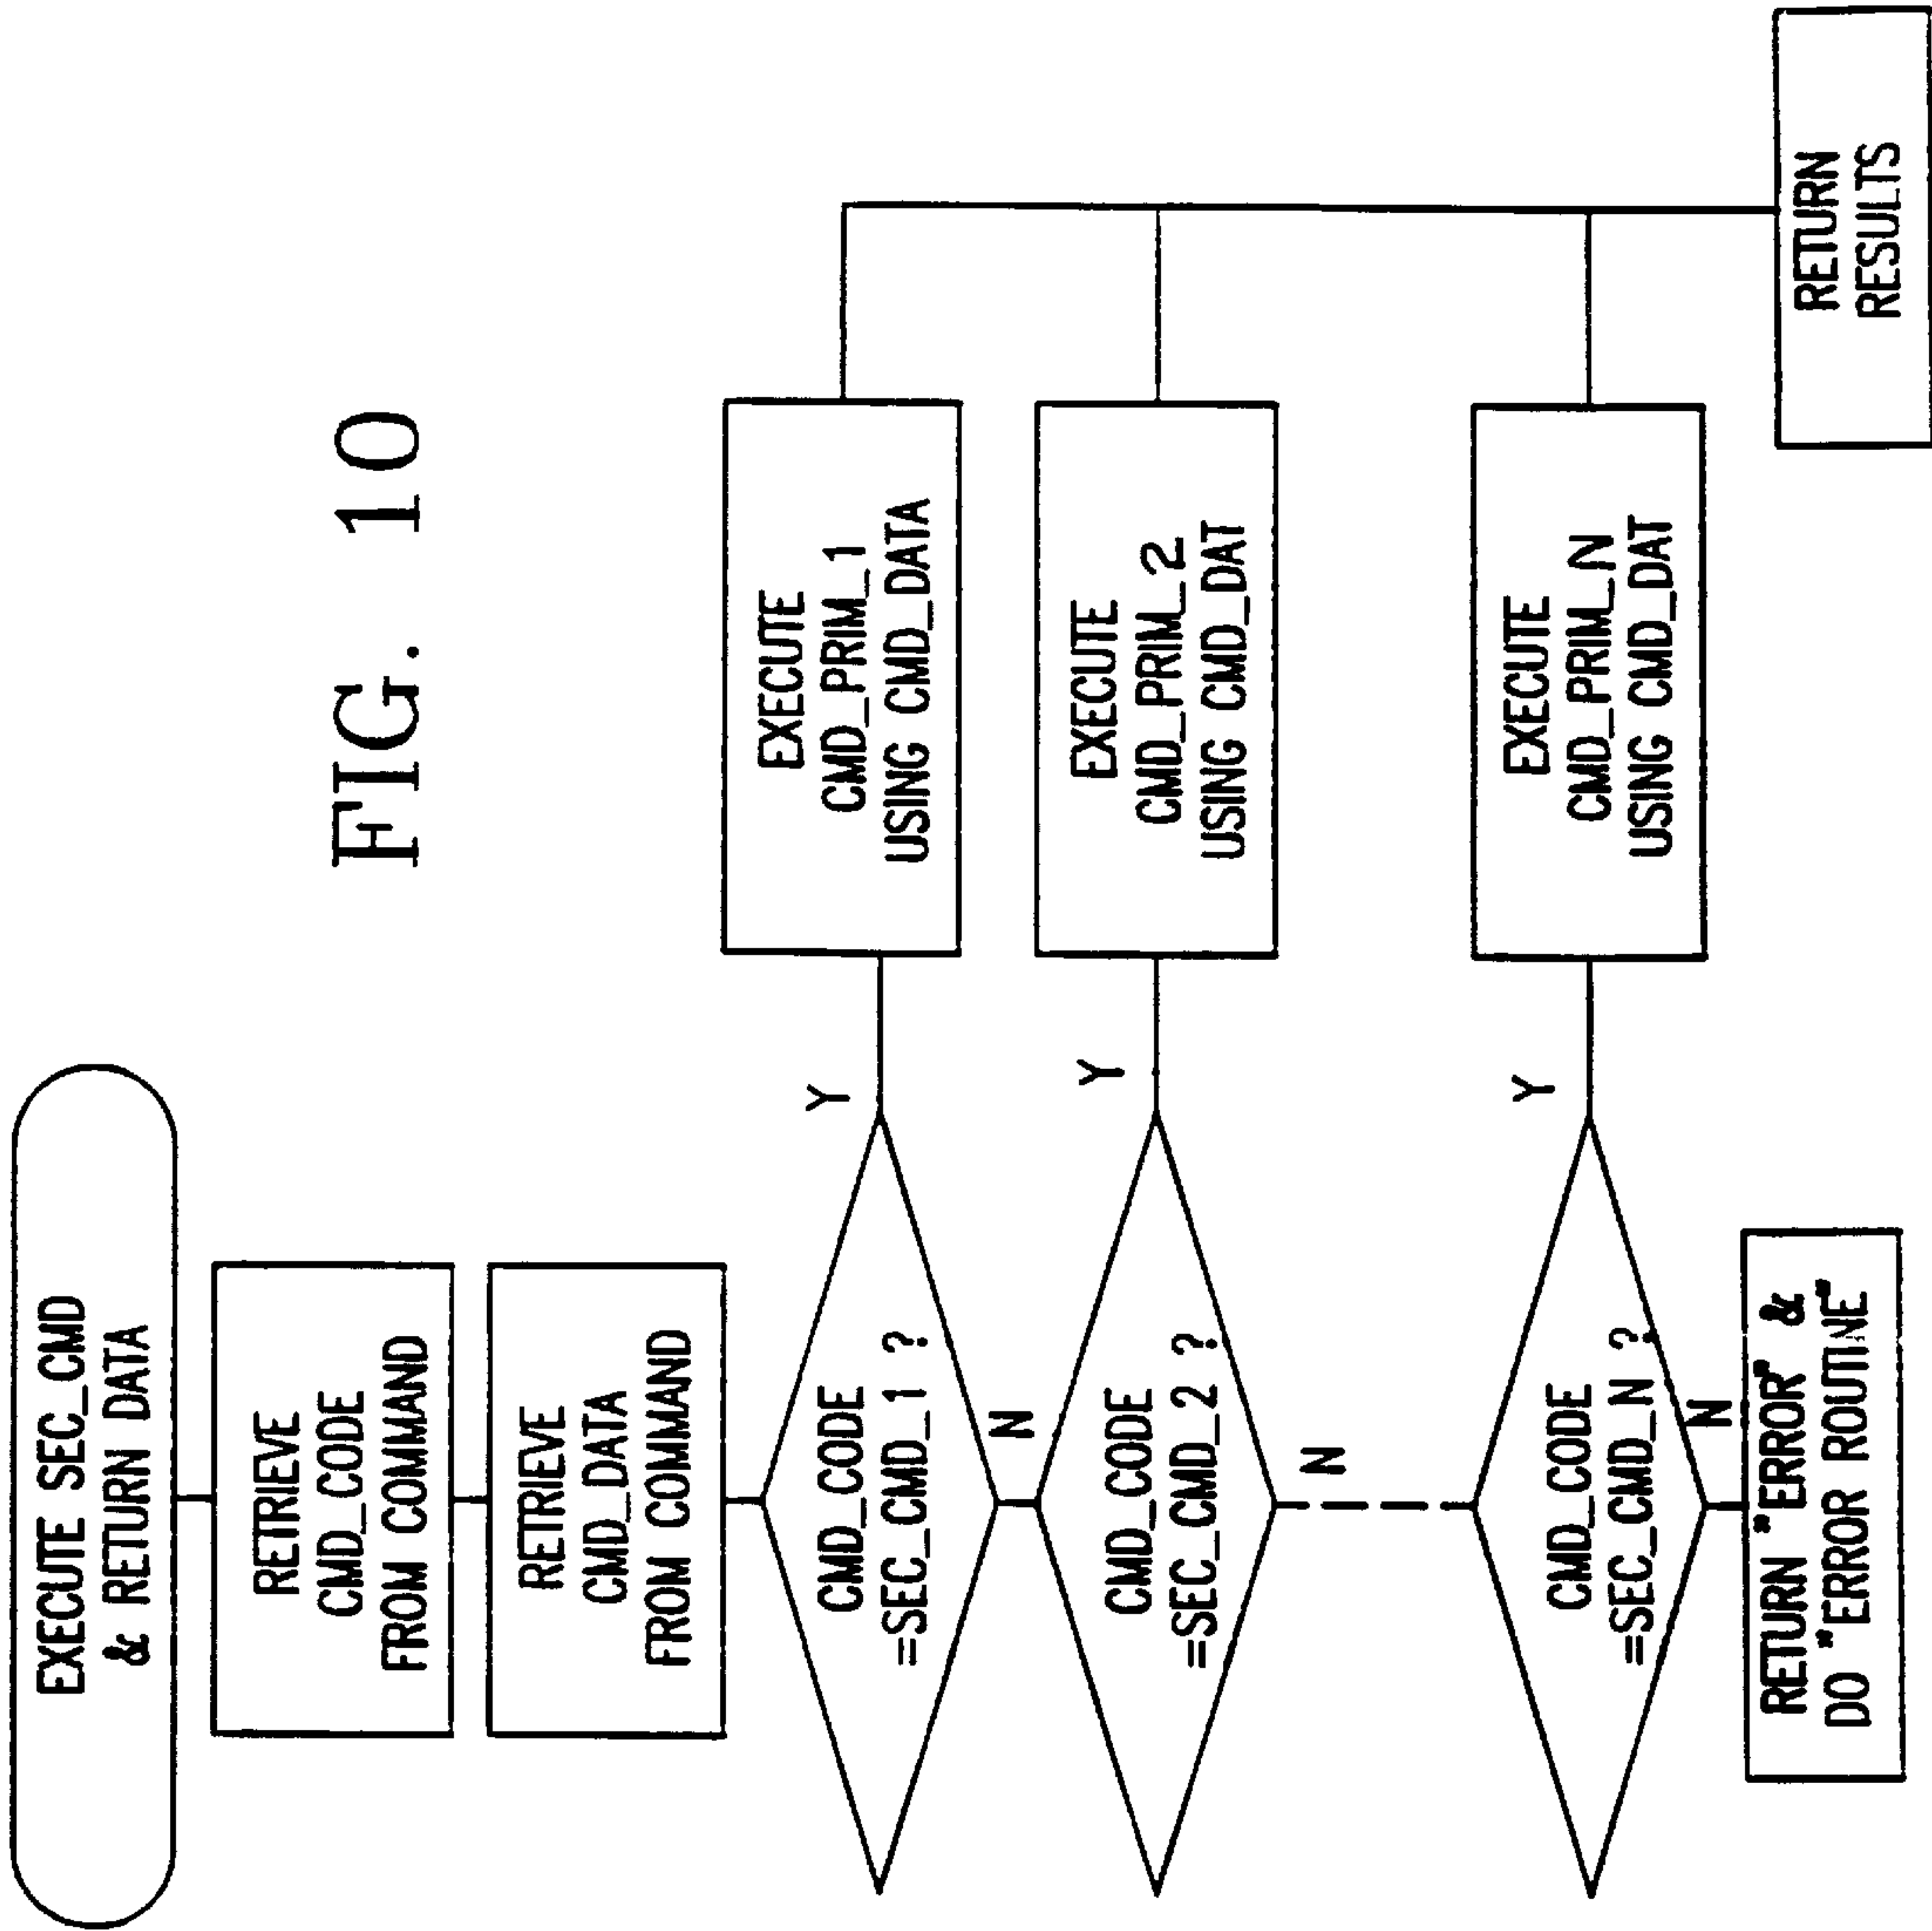 FIG. 10
EXECUTE SEC_CMD
& RETURN DATA
RETRIEVE
CMD_CODE
FROM COMMAND
RETRIEVE
CMD_DATA
FROM COMMAND
CMD_CODE
=SEC_CMD_1 ?
Y
EXECUTE
CMD_PRIM_1
USING CMD_DATA
N
CMD_CODE
=SEC_CMD_2 ?
Y
EXECUTE
CMD_PRIM_2
USING CMD_DAT
N
CMD_CODE
=SEC_CMD_N ?
Y
EXECUTE
CMD_PRIM_N
USING CMD_DAT
N
RETURN "ERROR" &
DO "ERROR ROUTINE"
RETURN
RESULTS